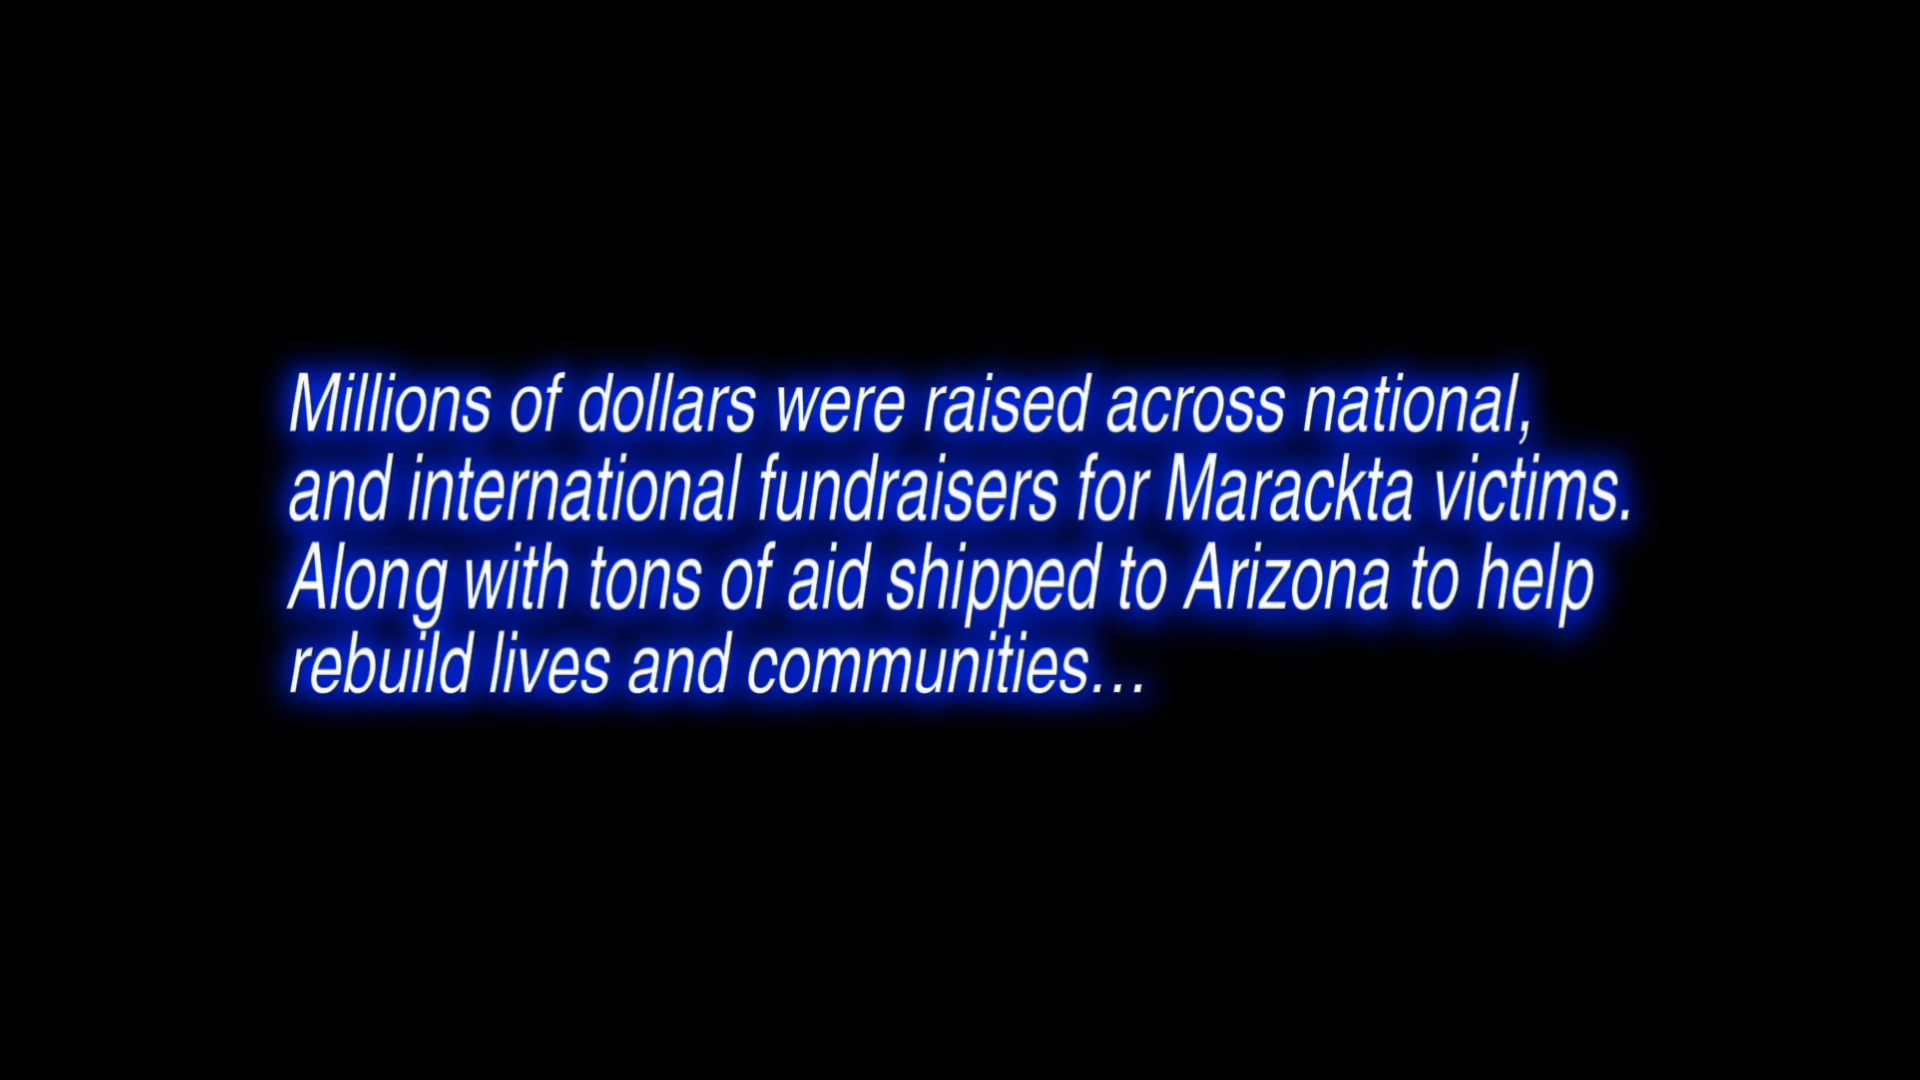 Millions of dollars were raised across national,
and international fundraisers for Marackta victims.
Along with tons of aid shipped to Arizona to help
rebuild lives and communities...